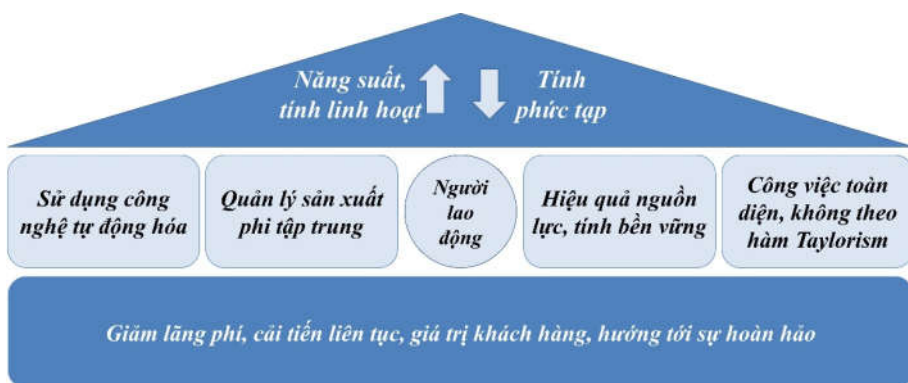 Năng suất,
tính linh hoạt
Tính
phức tạp
Sử dụng công
nghệ tự động hóa
Quản lý sản xuất
phi tập trung
Người
lao
động
Hiệu quả nguồn
lực, tính bền vững
Công việc toàn
diện, không theo
hàm Taylorism
Giảm lãng phí, cải tiến liên tục, giá trị khách hàng, hướng tới sự hoàn hảo